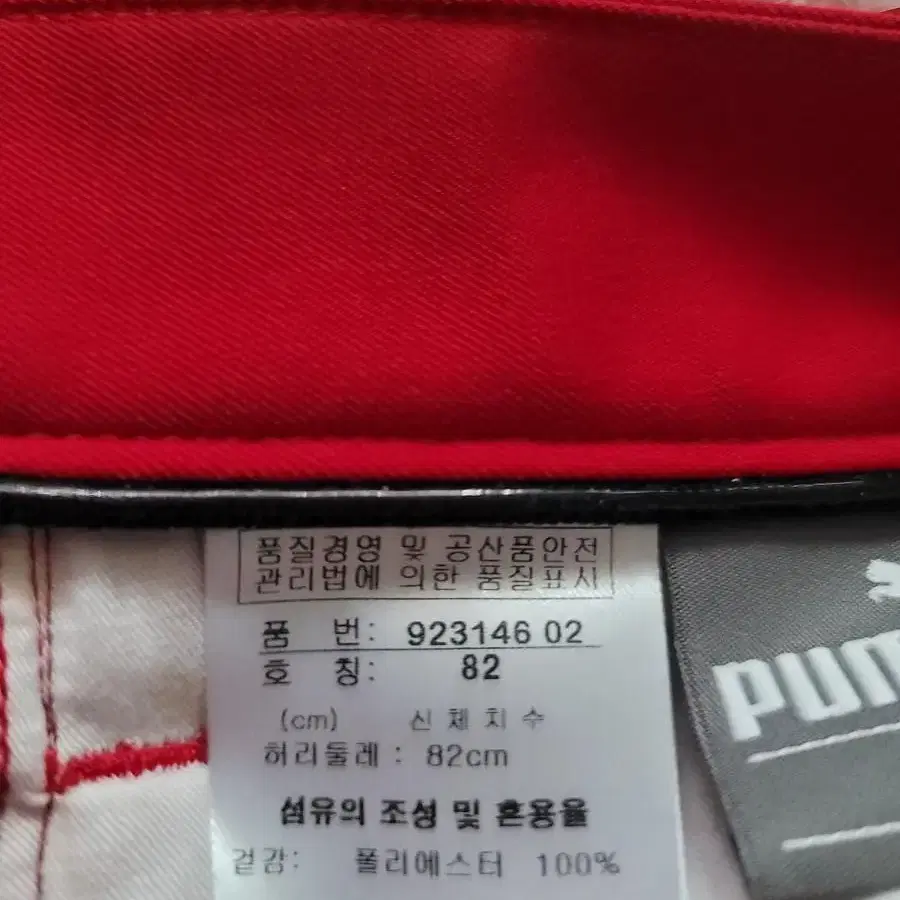 품질경영 및 공산품안전
관리법에 의한 품질표시
품 번: 923146 02
호 칭: 82
(cm) 신체치수
허리둘레 : 82cm
섬유의 조성 및 혼용율
겉감: 폴리에스터 100%
PUM